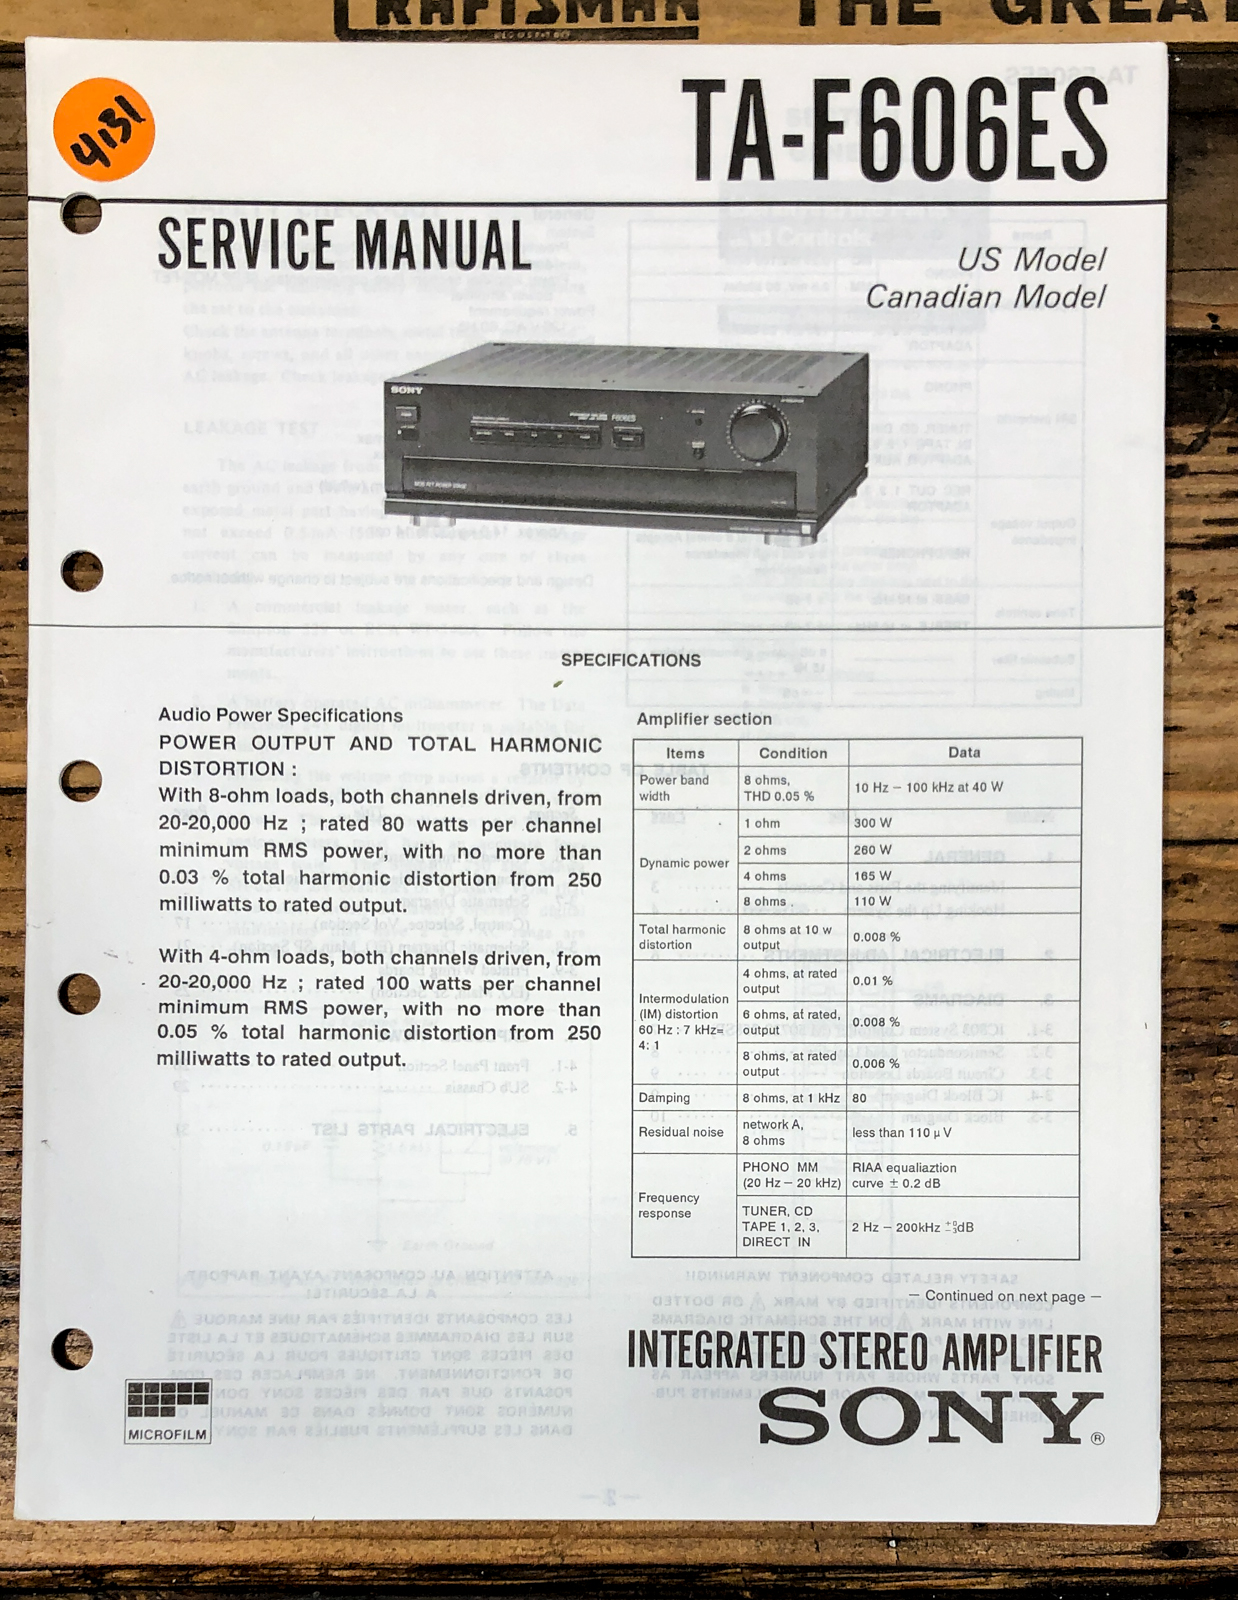 CRAFTSMAN THE GREAT
4131
TA-F606ES
SERVICE MANUAL
US Model
Canadian Model
SONY
F606ES
SPECIFICATIONS
Audio Power Specifications
POWER OUTPUT AND TOTAL HARMONIC
DISTORTION :
With 8-ohm loads, both channels driven, from
20-20,000 Hz ; rated 80 watts per channel
minimum RMS power, with no more than
0.03 % total harmonic distortion from 250
milliwatts to rated output.
With 4-ohm loads, both channels driven, from
20-20,000 Hz ; rated 100 watts per channel
minimum RMS power, with no more than
0.05 % total harmonic distortion from 250
milliwatts to rated output.
Amplifier section
Items Condition Data
Power band
width
8 ohms,
THD 0.05 %
10 Hz – 100 kHz at 40 W
Dynamic power
1 ohm 300 W
2 ohms 260 W
4 ohms 165 W
8 ohms 110 W
Total harmonic
distortion
8 ohms at 10 w
output
0.008 %
Intermodulation
(IM) distortion
60 Hz : 7 kHz=
4: 1
4 ohms, at rated
output
0.01 %
6 ohms, at rated,
output
0.008 %
8 ohms, at rated
output
0.006 %
Damping 8 ohms, at 1 kHz 80
Residual noise
network A,
8 ohms
less than 110 μV
Frequency
response
PHONO MM
(20 Hz – 20 kHz)
RIAA equaliaztion
curve ± 0.2 dB
TUNER, CD
TAPE 1, 2, 3,
DIRECT IN
2 Hz – 200kHz +0 -3 dB
— Continued on next page —
INTEGRATED STEREO AMPLIFIER
SONY®
MICROFILM